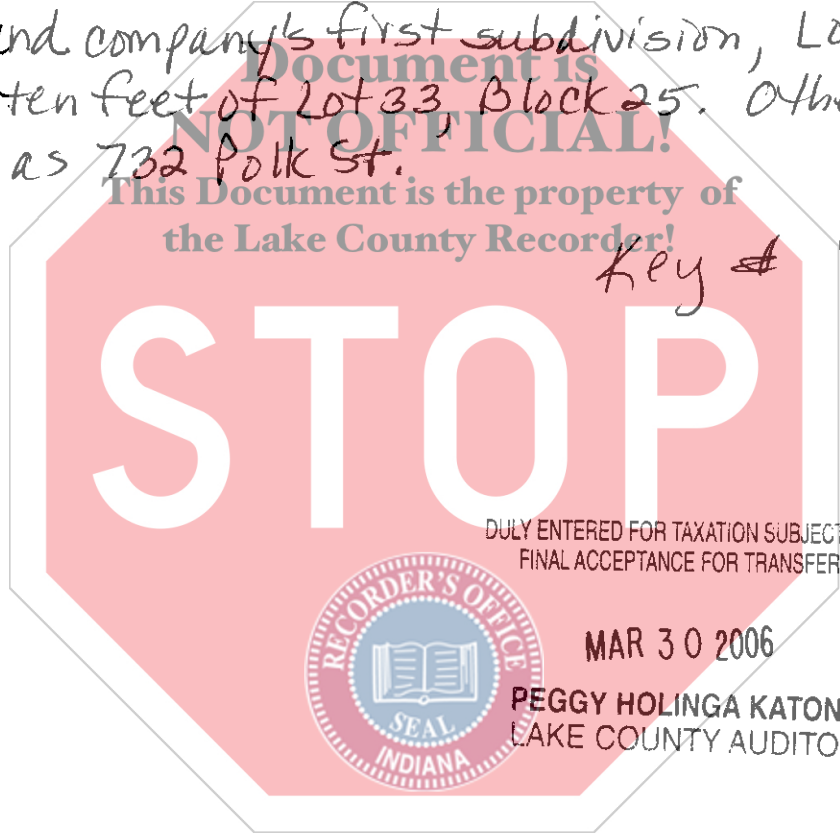 nd company's first subdivision, Lo
Document is
ten feet of Lot 33, Block 25. Othe
NOT OFFICIAL!
as 732 Polk St.
This Document is the property of
the Lake County Recorder!
Key #
STOP
DULY ENTERED FOR TAXATION SUBJECT
FINAL ACCEPTANCE FOR TRANSFER
RECORDER'S OFFICE
MAR 30 2006
PEGGY HOLINGA KATON
SEAL
LAKE COUNTY AUDITO
INDIANA